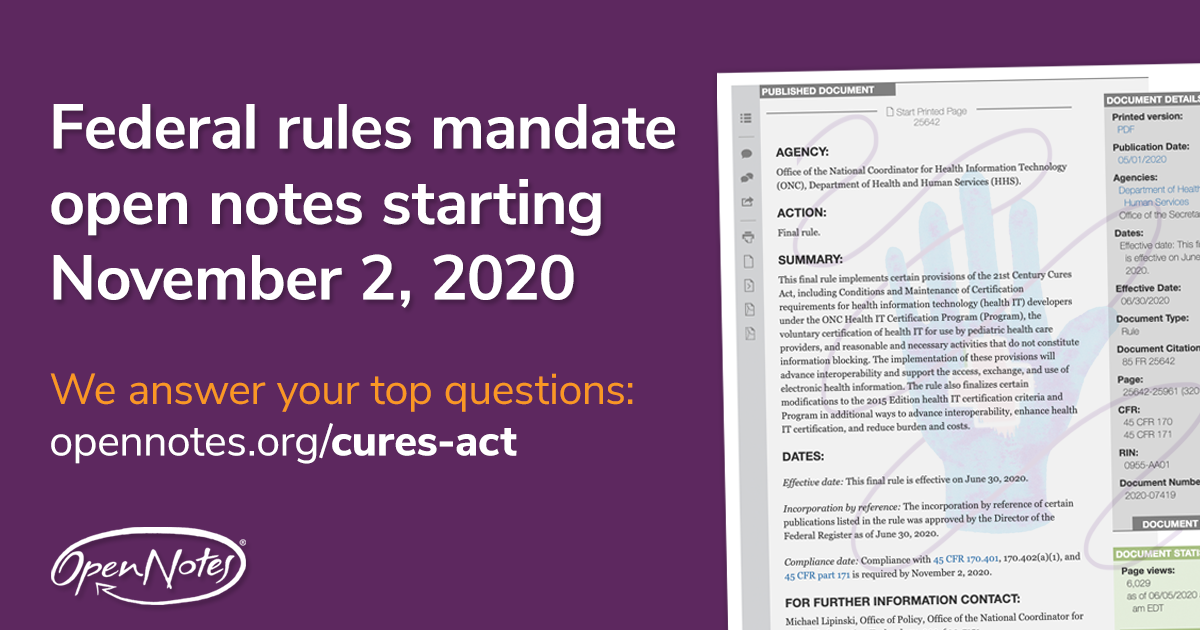 Federal rules mandate
open notes starting
November 2, 2020
We answer your top questions:
opennotes.org/cures-act
OpenNotes®
PUBLISHED DOCUMENT
Start Printed Page
25642
AGENCY:
Office of the National Coordinator for Health Information Technology
(ONC), Department of Health and Human Services (HHS).
ACTION:
Final rule.
SUMMARY:
This final rule implements certain provisions of the 21st Century Cures
Act, including Conditions and Maintenance of Certification
requirements for health information technology (health IT) developers
under the ONC Health IT Certification Program (Program), the
voluntary certification of health IT for use by pediatric health care
providers, and reasonable and necessary activities that do not constitute
information blocking. The implementation of these provisions will
advance interoperability and support the access, exchange, and use of
electronic health information. The rule also finalizes certain
modifications to the 2015 Edition health IT certification criteria and
Program in additional ways to advance interoperability, enhance health
IT certification, and reduce burden and costs.
DATES:
Effective date: This final rule is effective on June 30, 2020.
Incorporation by reference: The incorporation by reference of certain
publications listed in the rule was approved by the Director of the
Federal Register as of June 30, 2020.
Compliance date: Compliance with 45 CFR 170.401, 170.402(a)(1), and
45 CFR part 171 is required by November 2, 2020.
FOR FURTHER INFORMATION CONTACT:
Michael Lipinski, Office of Policy, Office of the National Coordinator for
DOCUMENT DETAILS
Printed version:
PDF
Publication Date:
05/01/2020
Agencies:
Department of Health
Human Services
Office of the Secreta
Dates:
Effective date: This f
is effective on June
2020.
Effective Date:
06/30/2020
Document Type:
Rule
Document Citation
85 FR 25642
Page:
25642-25961 (320
CFR:
45 CFR 170
45 CFR 171
RIN:
0955-AA01
Document Numbe
2020-07419
DOCUMENT
DOCUMENT STATI
Page views:
6,029
as of 06/05/2020
am EDT